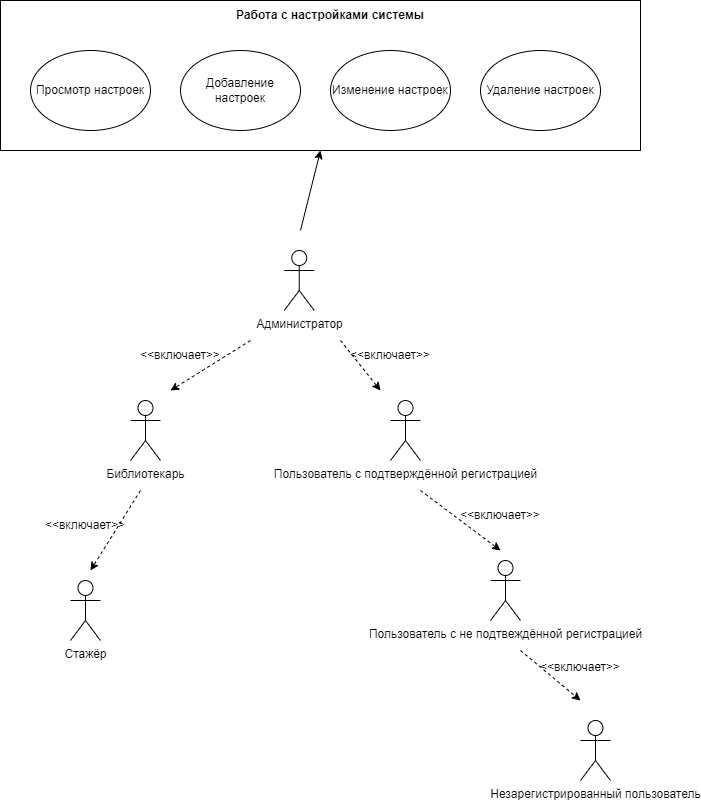 Работа с настройками системы
Просмотр настроек
Добавление
настроек
Изменение настроек
Удаление настроек
Администратор
<<включает>>
<<включает>>
Библиотекарь
Пользователь с подтверждённой регистрацией
<<включает>>
<<включает>>
Стажёр
Пользователь с не подтвеждённой регистрацией
<<включает>>
Незарегистрированный пользователь